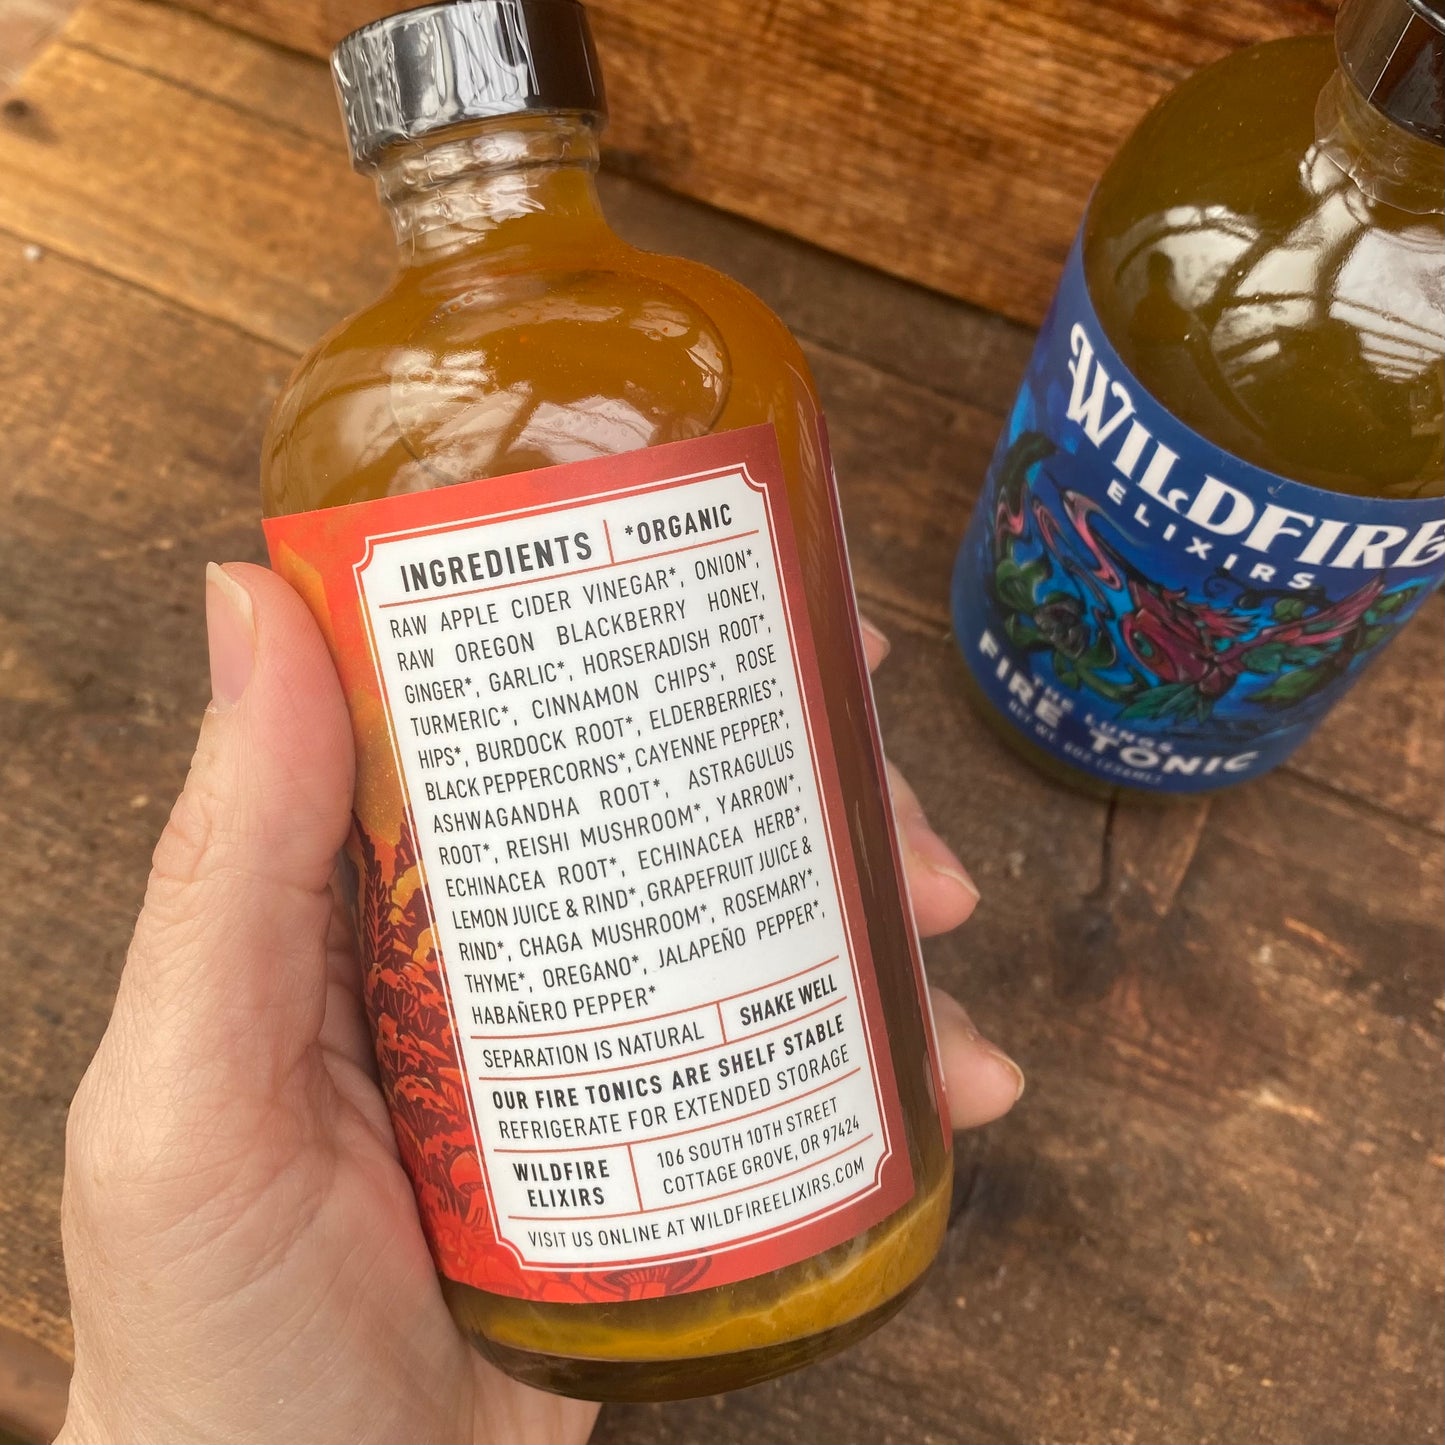 INGREDIENTS *ORGANIC
RAW APPLE CIDER VINEGAR*, ONION*,
RAW OREGON BLACKBERRY HONEY,
GINGER*, GARLIC*, HORSERADISH ROOT*,
TURMERIC*, CINNAMON CHIPS*, ROSE
HIPS*, BURDOCK ROOT*, ELDERBERRIES*,
BLACK PEPPERCORNS*, CAYENNE PEPPER*,
ASHWAGANDHA ROOT*, ASTRAGULUS
ROOT*, REISHI MUSHROOM*, YARROW*,
ECHINACEA ROOT*, ECHINACEA HERB*,
LEMON JUICE & RIND*, GRAPEFRUIT JUICE &
RIND*, CHAGA MUSHROOM*, ROSEMARY*,
THYME*, OREGANO*, JALAPEÑO PEPPER*,
HABAÑERO PEPPER*
SEPARATION IS NATURAL SHAKE WELL
OUR FIRE TONICS ARE SHELF STABLE
REFRIGERATE FOR EXTENDED STORAGE
WILDFIRE
ELIXIRS
106 SOUTH 10TH STREET
COTTAGE GROVE, OR 97424
VISIT US ONLINE AT WILDFIREELIXIRS.COM
WILDFIRE
ELIXIRS
THE LUNGS
FIRE TONIC
NET WT.